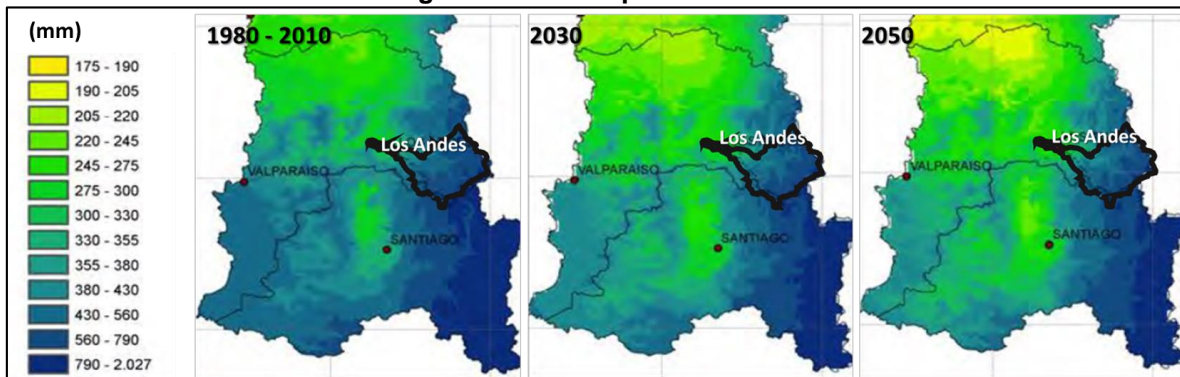 (mm)
175 - 190
190 - 205
205 - 220
220 - 245
245 - 275
275 - 300
300 - 330
330 - 355
355 - 380
380 - 430
430 - 560
560 - 790
790 - 2.027
1980 - 2010
Los Andes
VALPARAISO
SANTIAGO
2030
Los Andes
VALPARAISO
SANTIAGO
2050
Los Andes
VALPARAISO
SANTIAGO